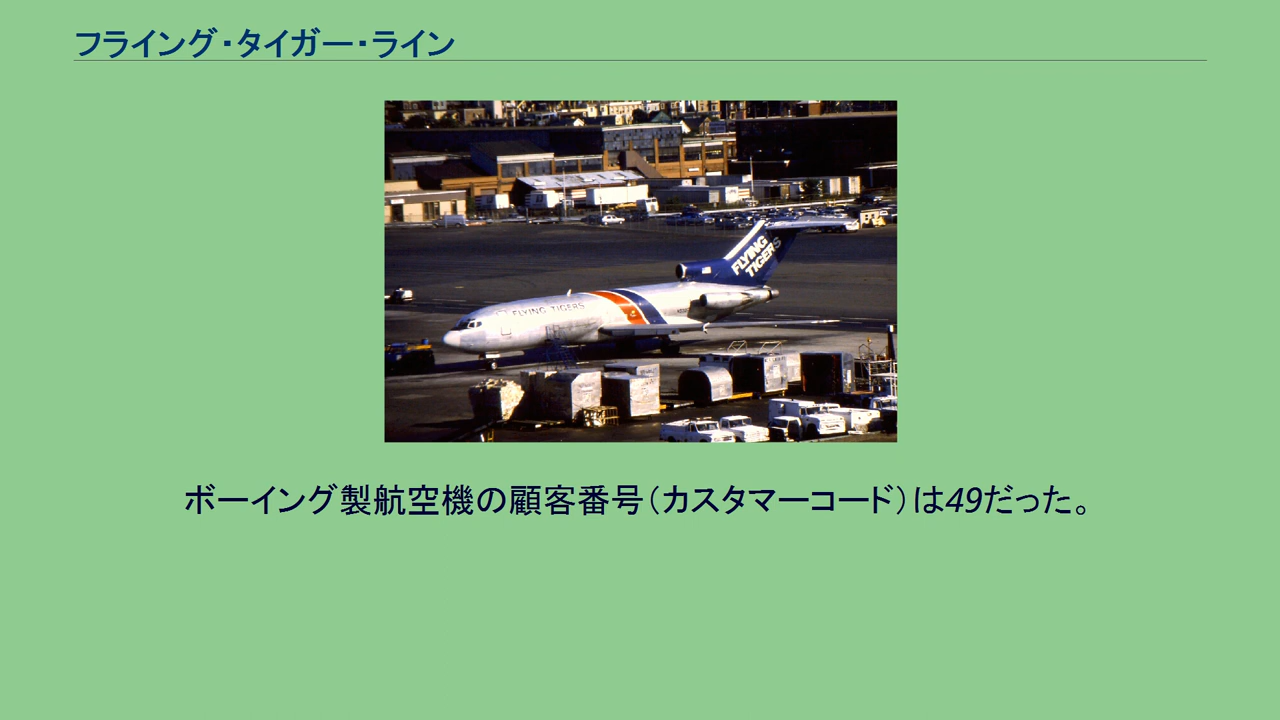 フライング・タイガー・ライン
FLYING
TIGERS
FLYING TIGERS
ボーイング製航空機の顧客番号（カスタマーコード）は49だった。